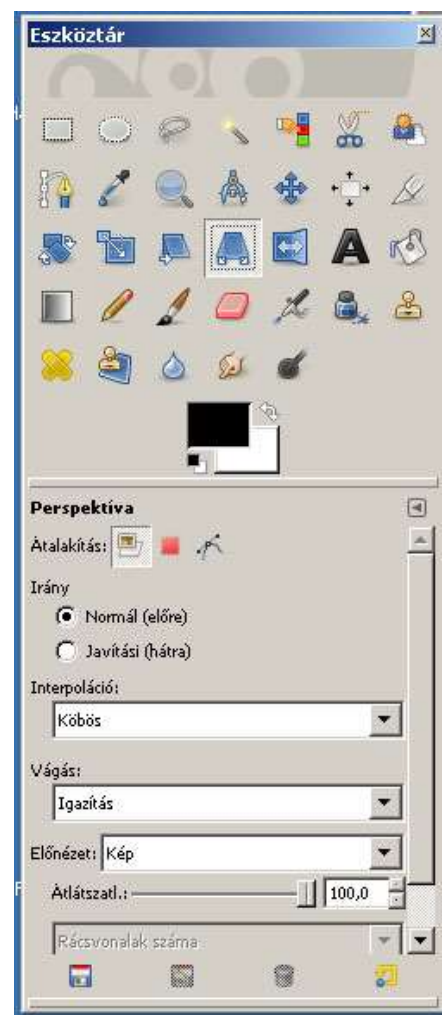 Eszköztár
Perspektíva
Átalakítás:
Irány
Normál (előre)
Javítási (hátra)
Interpoláció:
Köbös
Vágás:
Igazítás
Előnézet: Kép
Átlátszatl.: 100,0
Rácsvonalak száma